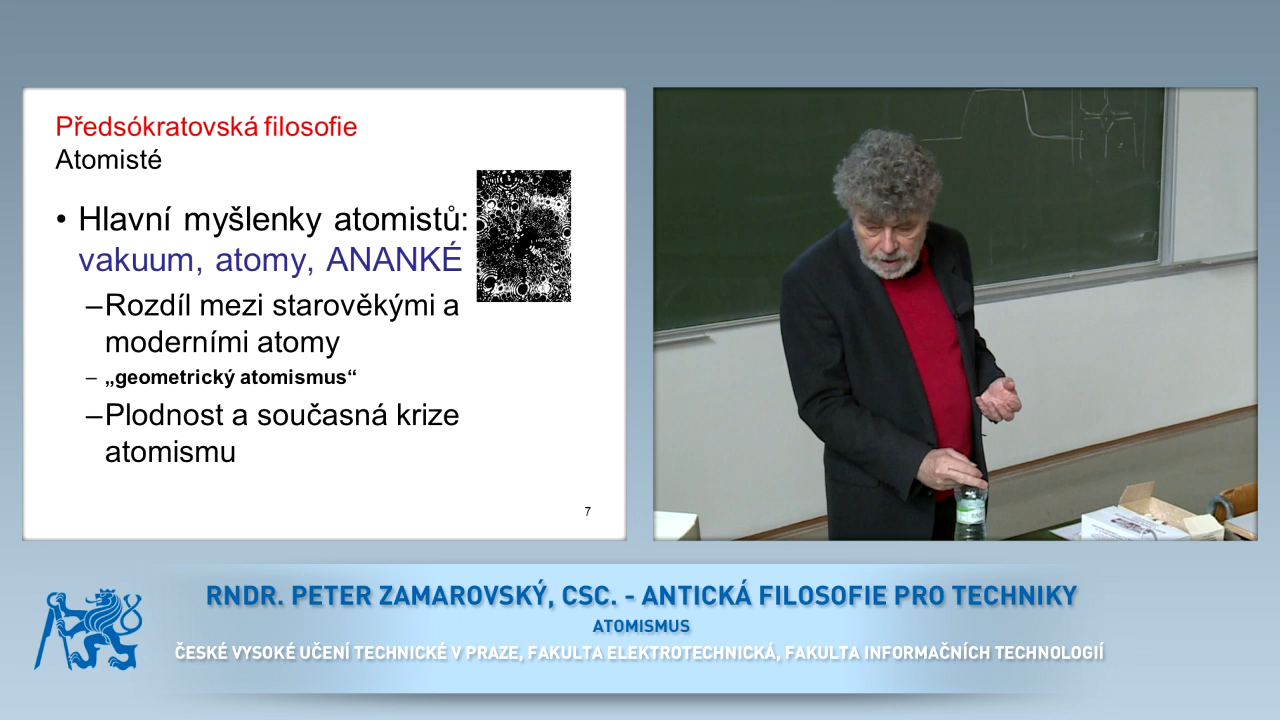 Předsókratovská filosofie
Atomisté
• Hlavní myšlenky atomistů:
vakuum, atomy, ANANKÉ
–Rozdíl mezi starověkými a
moderními atomy
– „geometrický atomismus“
–Plodnost a současná krize
atomismu
7
RNDR. PETER ZAMAROVSKÝ, CSC. - ANTICKÁ FILOSOFIE PRO TECHNIKY
ATOMISMUS
ČESKÉ VYSOKÉ UČENÍ TECHNICKÉ V PRAZE, FAKULTA ELEKTROTECHNICKÁ, FAKULTA INFORMAČNÍCH TECHNOLOGIÍ